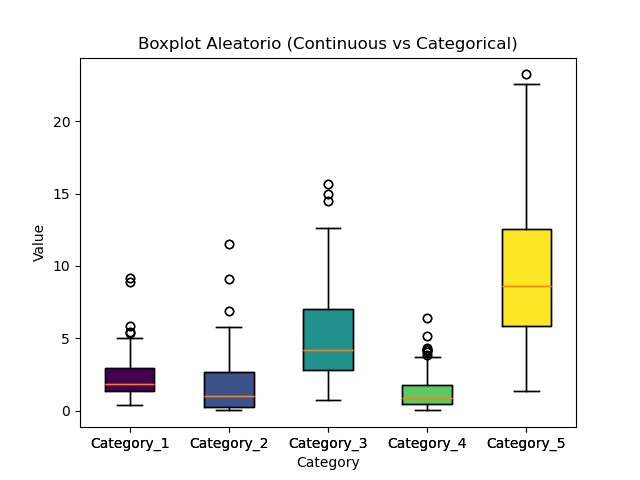 Boxplot Aleatorio (Continuous vs Categorical)
Value
20
15
10
5
0
Category_1 Category_2 Category_3 Category_4 Category_5
Category